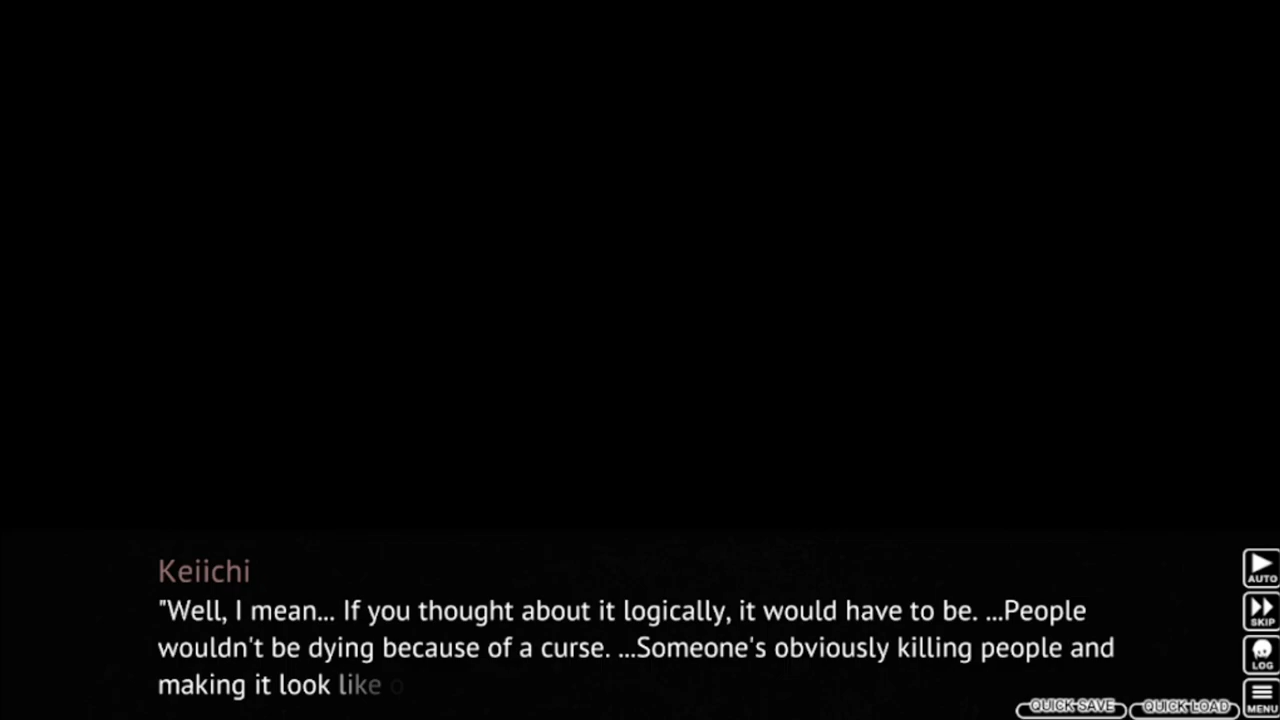 Keiichi
"Well, I mean... If you thought about it logically, it would have to be. ...People
wouldn't be dying because of a curse. ...Someone's obviously killing people and
making it look like o
AUTO
SKIP
LOG
MENU
QUICK SAVE
QUICK LOAD